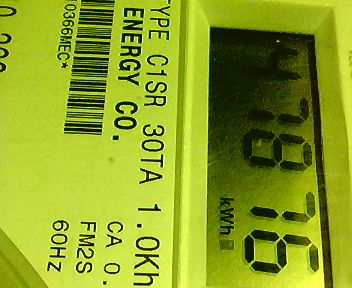 47876
kWh
TYPE C1SR 30TA 1.0Kh
ENERGY CO.
CA 0.
FM2S
60HZ
0366MEC*